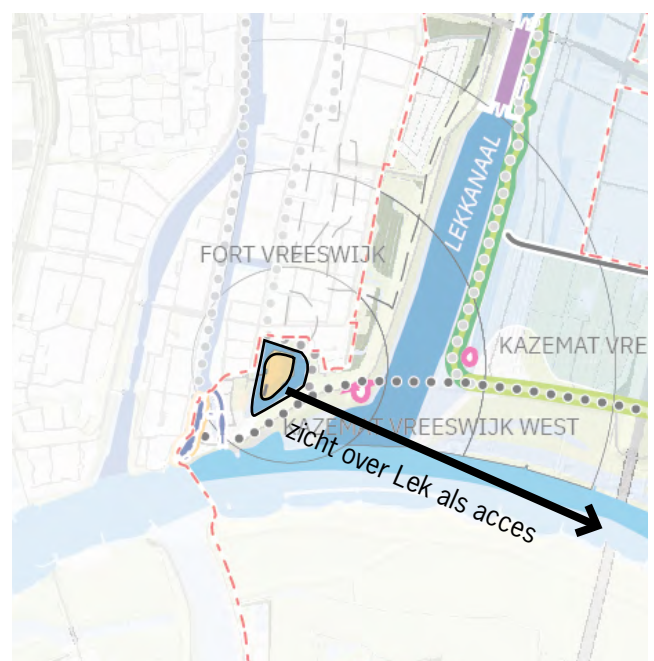 LEKKANAAL
FORT VREESWIJK
KAZEMAT VRE
KAZEMAT VREESWIJK WEST
zicht over Lek als acces